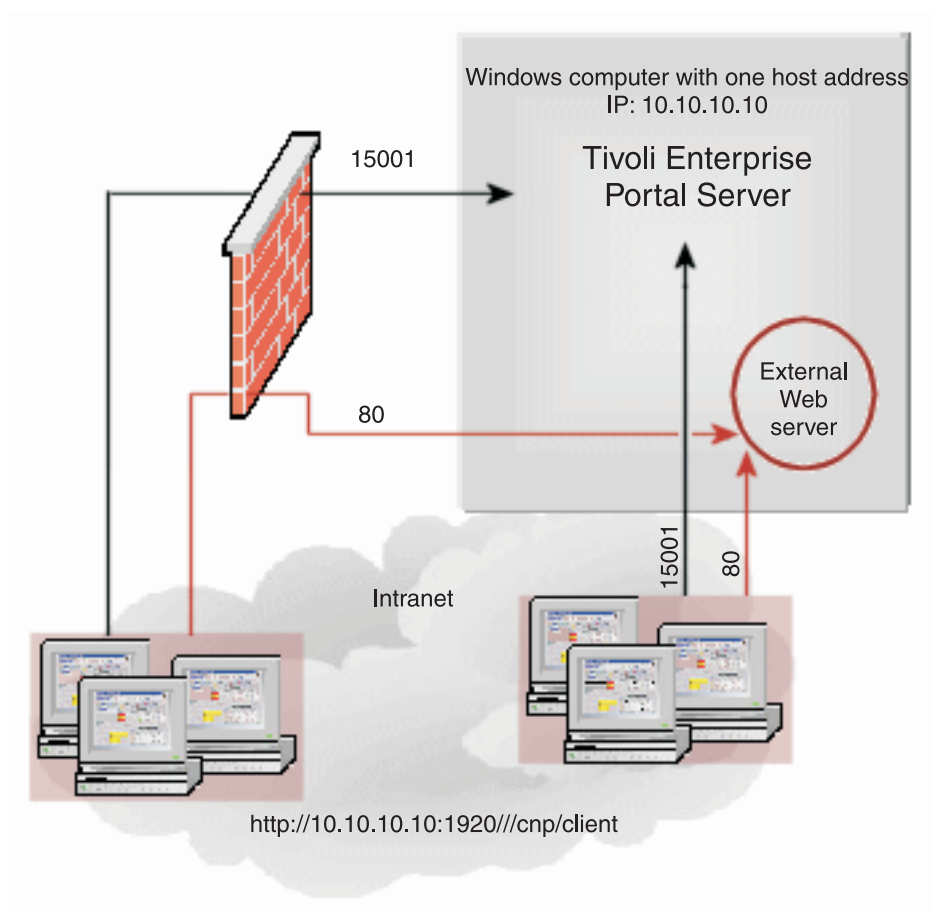 Windows computer with one host address
IP: 10.10.10.10
Tivoli Enterprise
Portal Server
15001
External
Web
server
80
15001
80
Intranet
http://10.10.10.10:1920///cnp/client